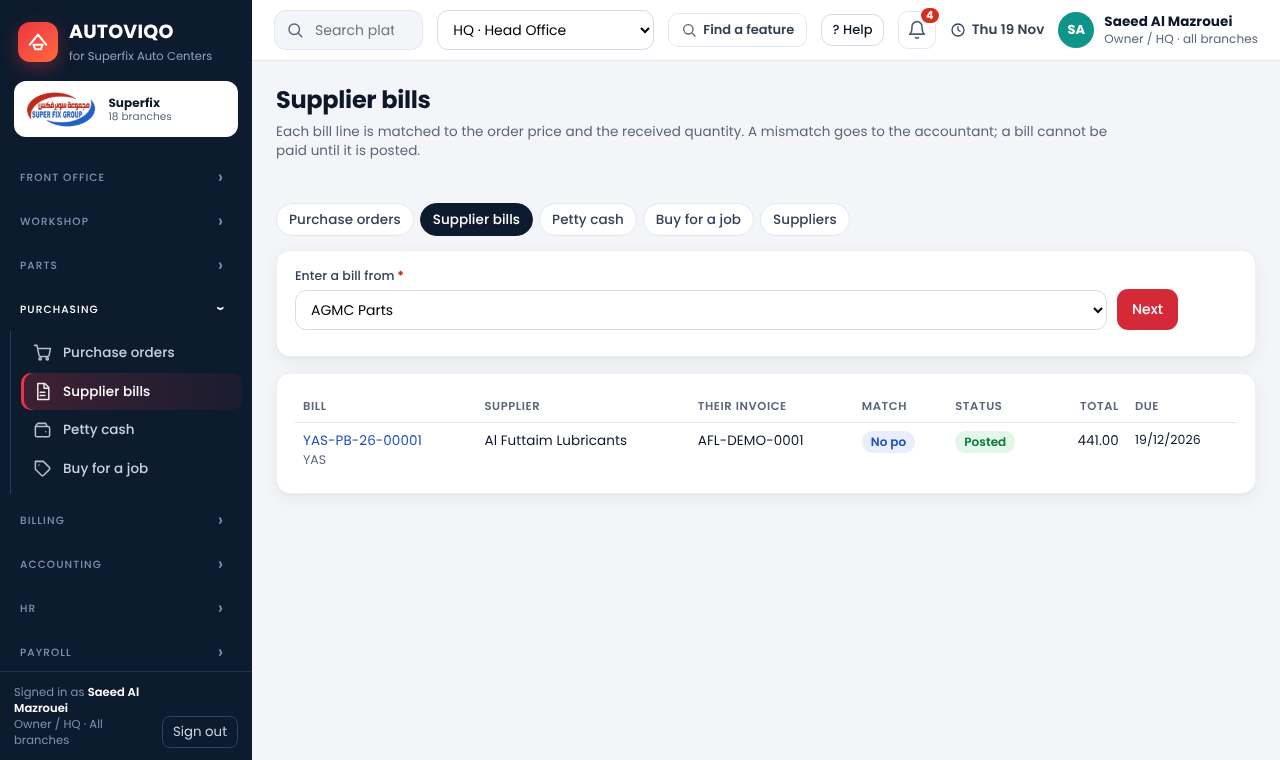 AUTOVIQO
for Superfix Auto Centers
مجموعة سوبر فكس
SUPER FIX GROUP
Superfix
18 branches
FRONT OFFICE
WORKSHOP
PARTS
PURCHASING
Purchase orders
Supplier bills
Petty cash
Buy for a job
BILLING
ACCOUNTING
HR
PAYROLL
Signed in as Saeed Al
Mazrouei
Owner / HQ · All
branches
Sign out
Search plat
HQ · Head Office
Find a feature
? Help
4
Thu 19 Nov
SA
Saeed Al Mazrouei
Owner / HQ · all branches
Supplier bills
Each bill line is matched to the order price and the received quantity. A mismatch goes to the accountant; a bill cannot be
paid until it is posted.
Purchase orders Supplier bills Petty cash Buy for a job Suppliers
Enter a bill from *
AGMC Parts
Next
BILL SUPPLIER THEIR INVOICE MATCH STATUS TOTAL DUE
YAS-PB-26-00001 Al Futtaim Lubricants AFL-DEMO-0001 No po Posted 441.00 19/12/2026
YAS